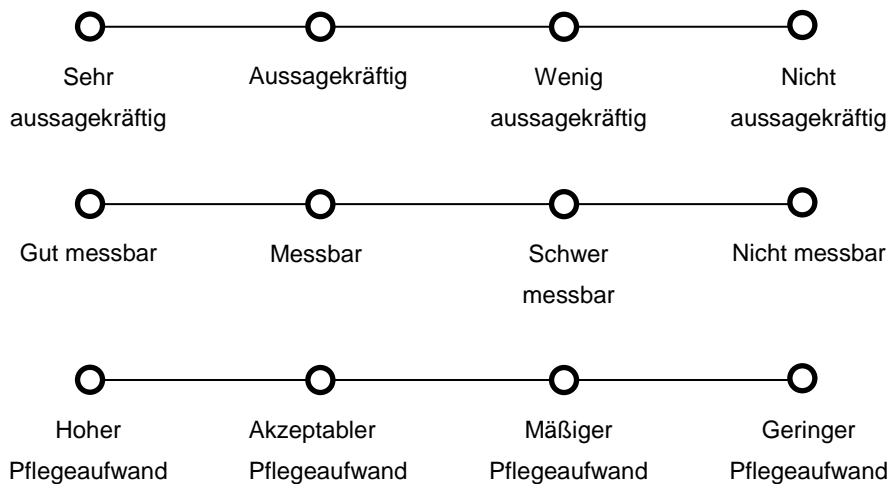 Sehr Aussagekräftig Wenig Nicht
aussagekräftig aussagekräftig aussagekräftig
Gut messbar Messbar Schwer Nicht messbar
messbar
Hoher Akzeptabler Mäßiger Geringer
Pflegeaufwand Pflegeaufwand Pflegeaufwand Pflegeaufwand